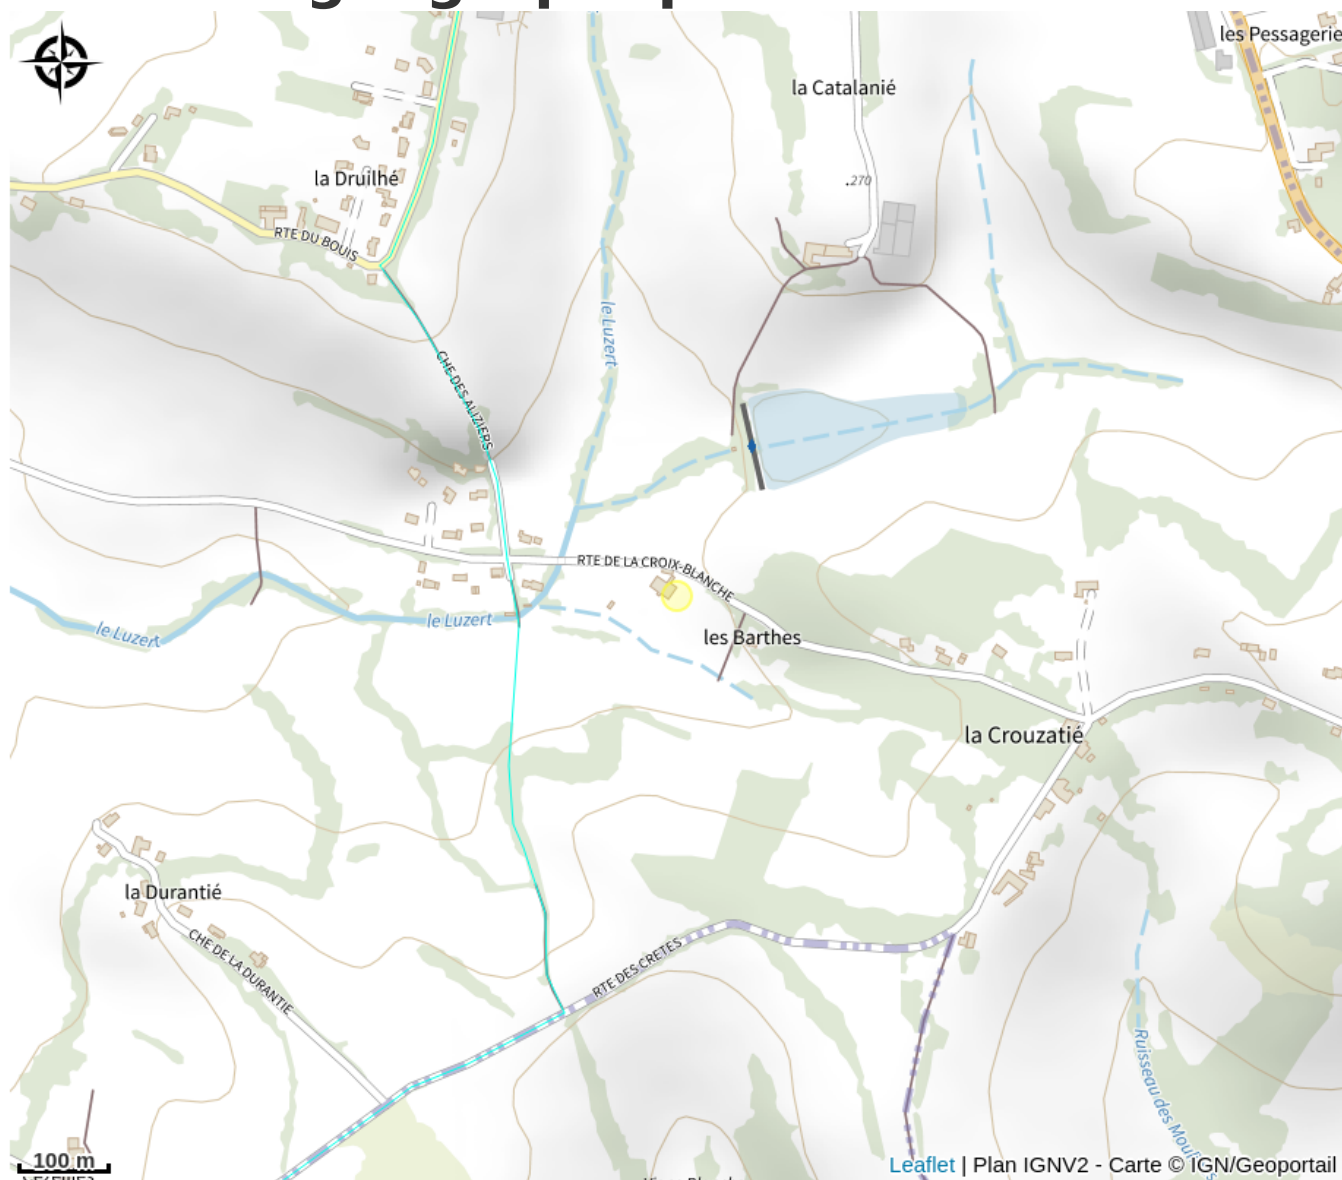 les Pessagerie
la Catalanié
.270
la Druilhé
RTE DU BOUIS
le Luzert
CHE DES ALIZIERS
RTE DE LA CROIX-BLANCHE
le Luzert
le Luzert
les Barthes
la Crouzatié
la Durantié
CHE DE LA DURANTIE
RTE DES CRETES
Ruisseau des Mouli
100 m
Leaflet | Plan IGNV2 - Carte © IGN/Geoportail